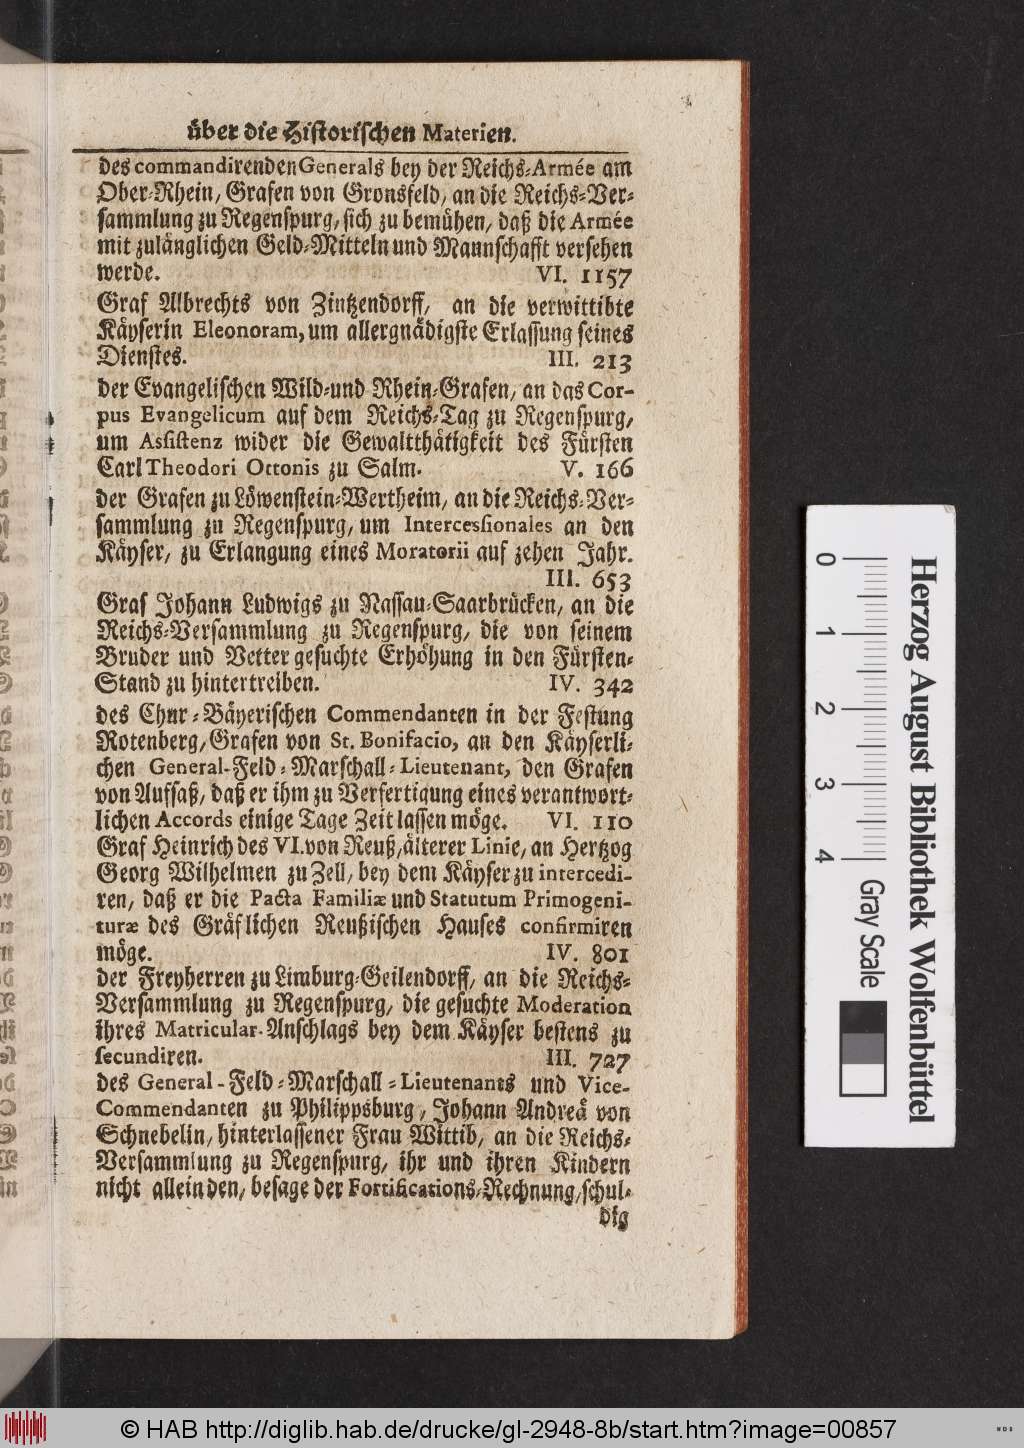 über die Historischen Materien.
des commandirenden Generals bey der Reichs-Armée am
Ober-Rhein, Grafen von Gronsfeld, an die Reichs-Ver-
sammlung zu Regenspurg, sich zu bemühen, daß die Armée
mit zulänglichen Geld-Mitteln und Mannschafft versehen
werde. VI. 1157
Graf Albrechts von Zintzendorff, an die verwittibte
Käyserin Eleonoram, um allergnädigste Erlassung seines
Dienstes. III. 213
der Evangelischen Wild-und Rhein-Grafen, an das Cor-
pus Evangelicum auf dem Reichs-Tag zu Regenspurg,
um Assistenz wider die Gewaltthätigkeit des Fürsten
Carl Theodori Ottonis zu Salm. V. 166
der Grafen zu Löwenstein-Wertheim, an die Reichs-Ver-
sammlung zu Regenspurg, um Intercessionales an den
Käyser, zu Erlangung eines Moratorii auf zehen Jahr.
III. 653
Graf Johann Ludwigs zu Nassau-Saarbrücken, an die
Reichs-Versammlung zu Regenspurg, die von seinem
Bruder und Vetter gesuchte Erhöhung in den Fürsten-
Stand zu hintertreiben. IV. 342
des Chur-Bäyerischen Commendanten in der Festung
Rotenberg, Grafen von St. Bonifacio, an den Käyserli-
chen General-Feld-Marschall-Lieutenant, den Grafen
von Aufsaß, daß er ihm zu Verfertigung eines verantwort-
lichen Accords einige Tage Zeit lassen möge. VI. 110
Graf Heinrich des VI. von Reuß, älterer Linie, an Hertzog
Georg Wilhelmen zu Zell, bey dem Käyser zu intercedi-
ren, daß er die Pacta Familiæ und Statutum Primogeni-
turæ des Gräflichen Reußischen Hauses confirmiren
möge. IV. 801
der Freyherren zu Limburg-Geilendorff, an die Reichs-
Versammlung zu Regenspurg, die gesuchte Moderation
ihres Matricular-Anschlags bey dem Käyser bestens zu
secundiren. III. 727
des General-Feld-Marschall-Lieutenants und Vice-
Commendanten zu Philippsburg, Johann Andreä von
Schnebelin, hinterlassener Frau Wittib, an die Reichs-
Versammlung zu Regenspurg, ihr und ihren Kindern
nicht allein den, besage der Fortifications-Rechnung, schul-
dig
0 1 2 3 4 Gray Scale
Herzog August Bibliothek Wolfenbüttel
© HAB http://diglib.hab.de/drucke/gl-2948-8b/start.htm?image=00857